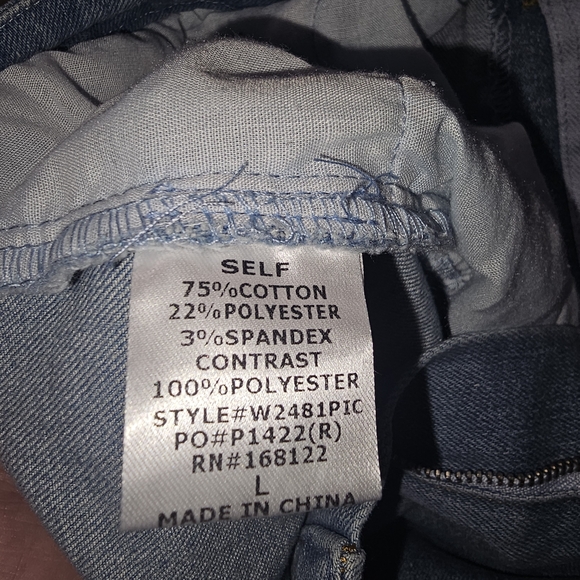 SELF
75%COTTON
22%POLYESTER
3%SPANDEX
CONTRAST
100%POLYESTER
STYLE#W2481PIC
PO#P1422(R)
RN#168122
L
MADE IN CHINA